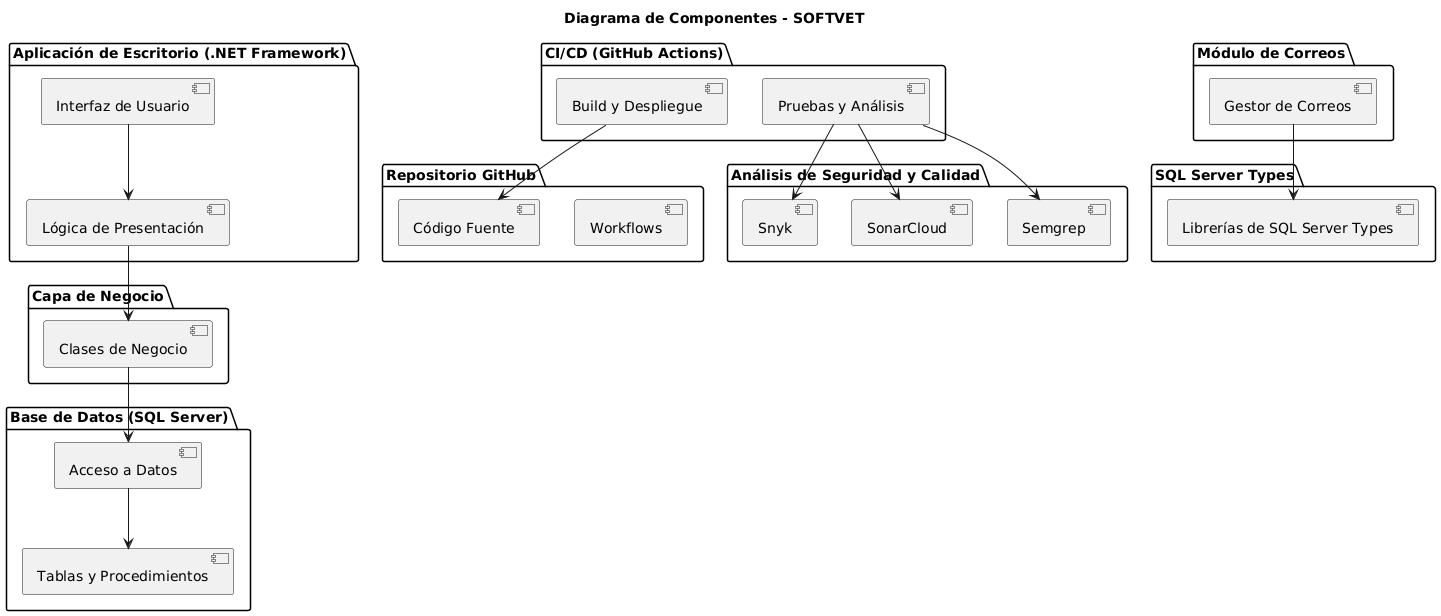 Diagrama de Componentes - SOFTVET
Aplicación de Escritorio (.NET Framework)
Interfaz de Usuario
Lógica de Presentación
CI/CD (GitHub Actions)
Build y Despliegue
Pruebas y Análisis
Módulo de Correos
Gestor de Correos
Repositorio GitHub
Código Fuente
Workflows
Análisis de Seguridad y Calidad
Snyk
SonarCloud
Semgrep
SQL Server Types
Librerías de SQL Server Types
Capa de Negocio
Clases de Negocio
Base de Datos (SQL Server)
Acceso a Datos
Tablas y Procedimientos